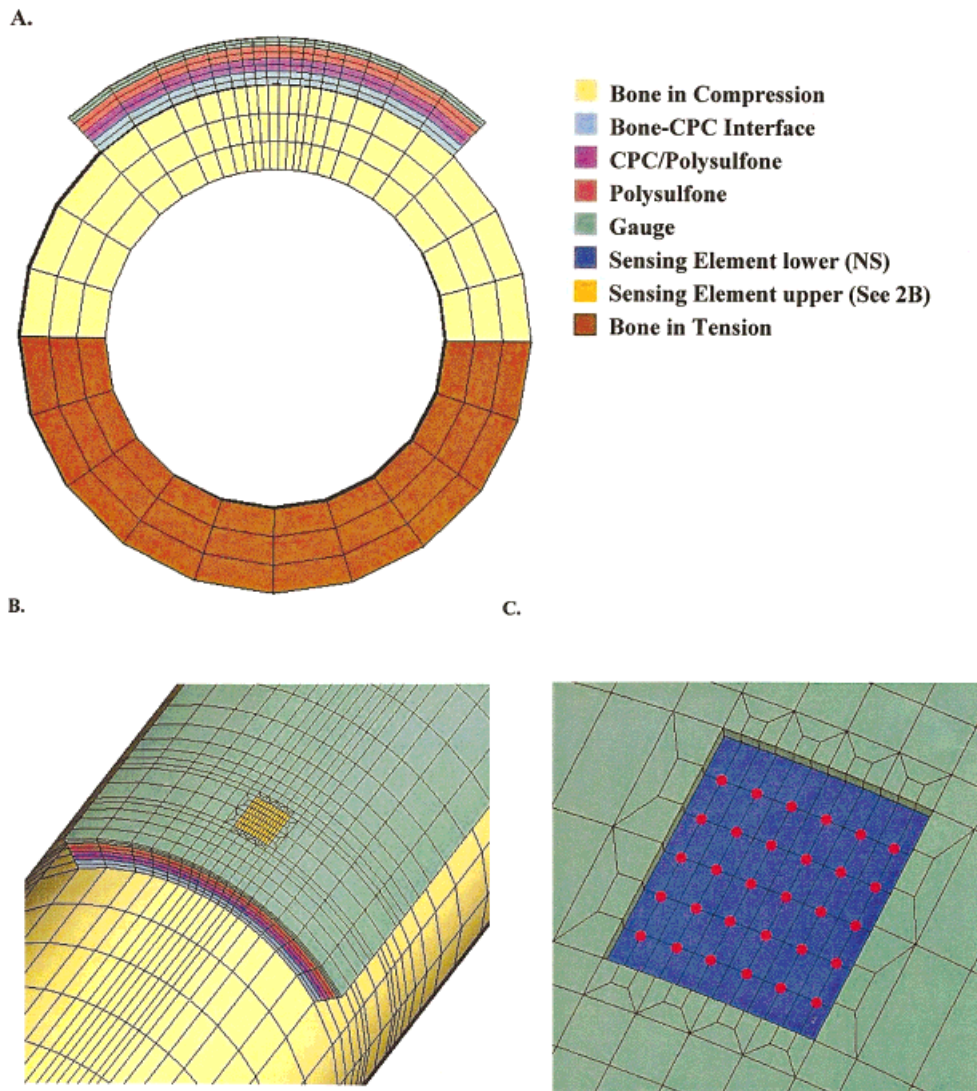 A.
Bone in Compression
Bone-CPC Interface
CPC/Polysulfone
Polysulfone
Gauge
Sensing Element lower (NS)
Sensing Element upper (See 2B)
Bone in Tension
B.
C.